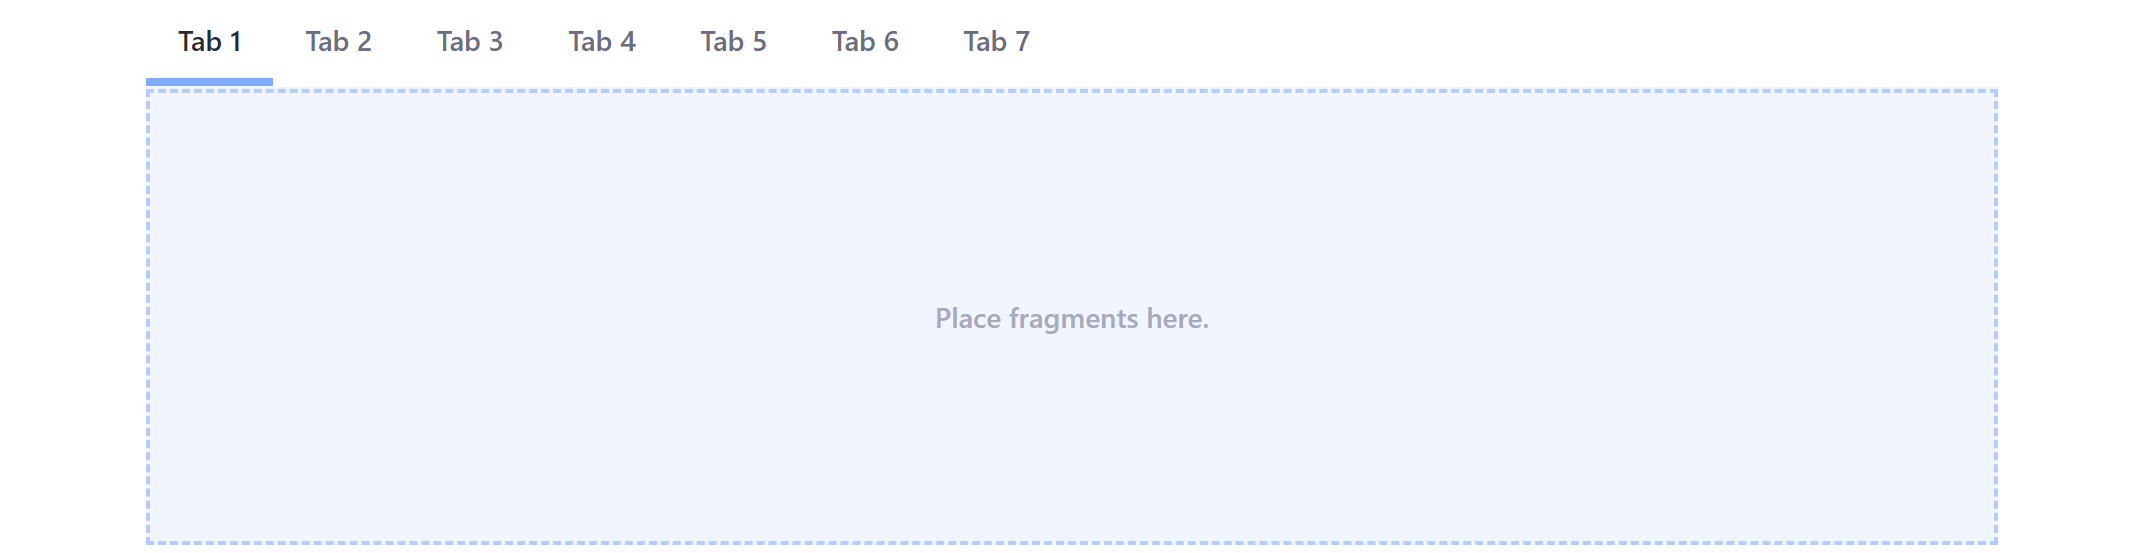 Tab 1 Tab 2 Tab 3 Tab 4 Tab 5 Tab 6 Tab 7
Place fragments here.